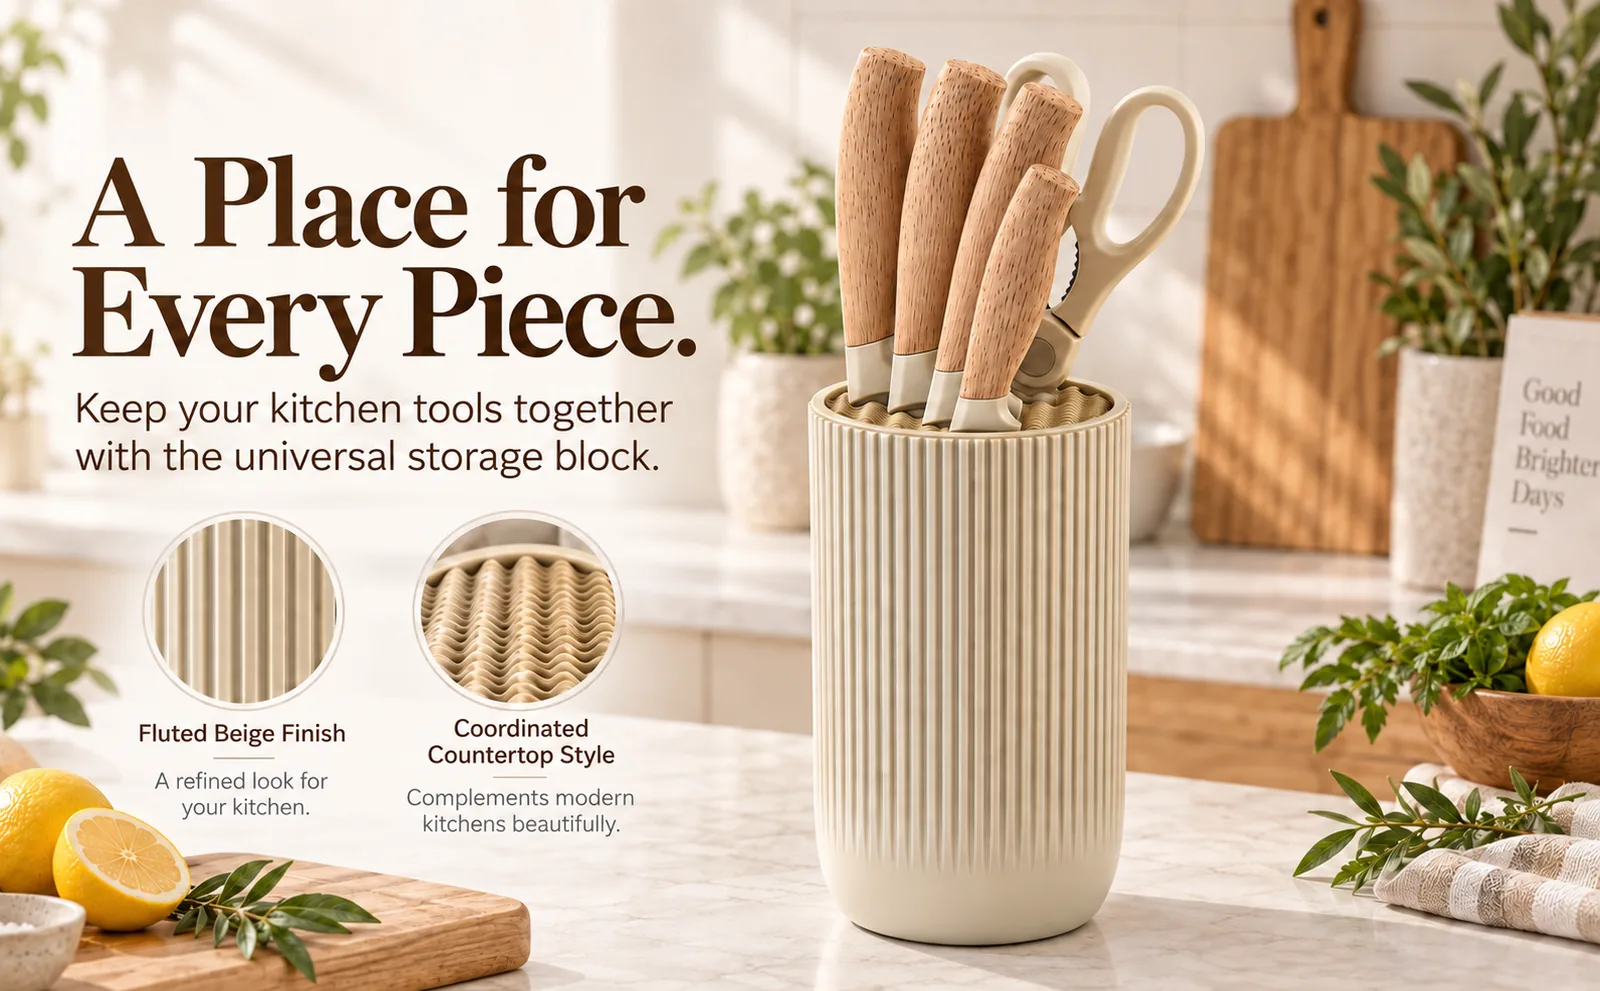 A Place for
Every Piece.
Keep your kitchen tools together
with the universal storage block.
Fluted Beige Finish
A refined look for
your kitchen.
Coordinated
Countertop Style
Complements modern
kitchens beautifully.
Good
Food
Brighter
Days